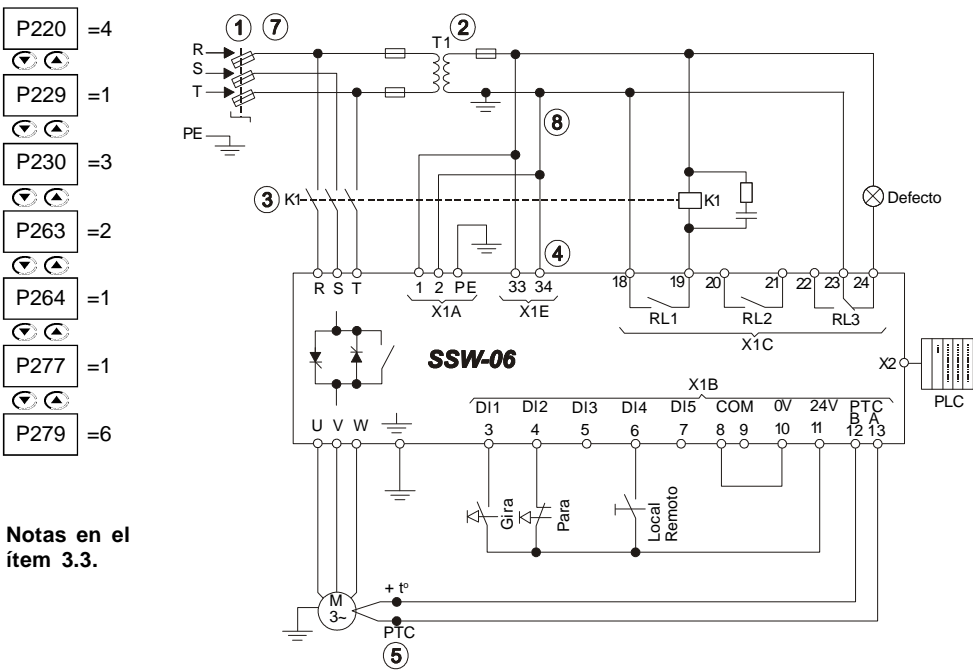 P220 =4
P229 =1
P230 =3
P263 =2
P264 =1
P277 =1
P279 =6
Notas en el
ítem 3.3.
1 7 2
T1
R
S
T
8
PE
3 K1
K1
Defecto
4
R S T 1 2 PE 33 34 18 19 20 21 22 23 24
X1A X1E RL1 RL2 RL3
X1C
SSW-06
X2
PLC
X1B
DI1 DI2 DI3 DI4 DI5 COM 0V 24V PTC
B A
U V W 3 4 5 6 7 8 9 10 11 12 13
Gira
Para
Local
Remoto
+ tº
M
3~
PTC
5